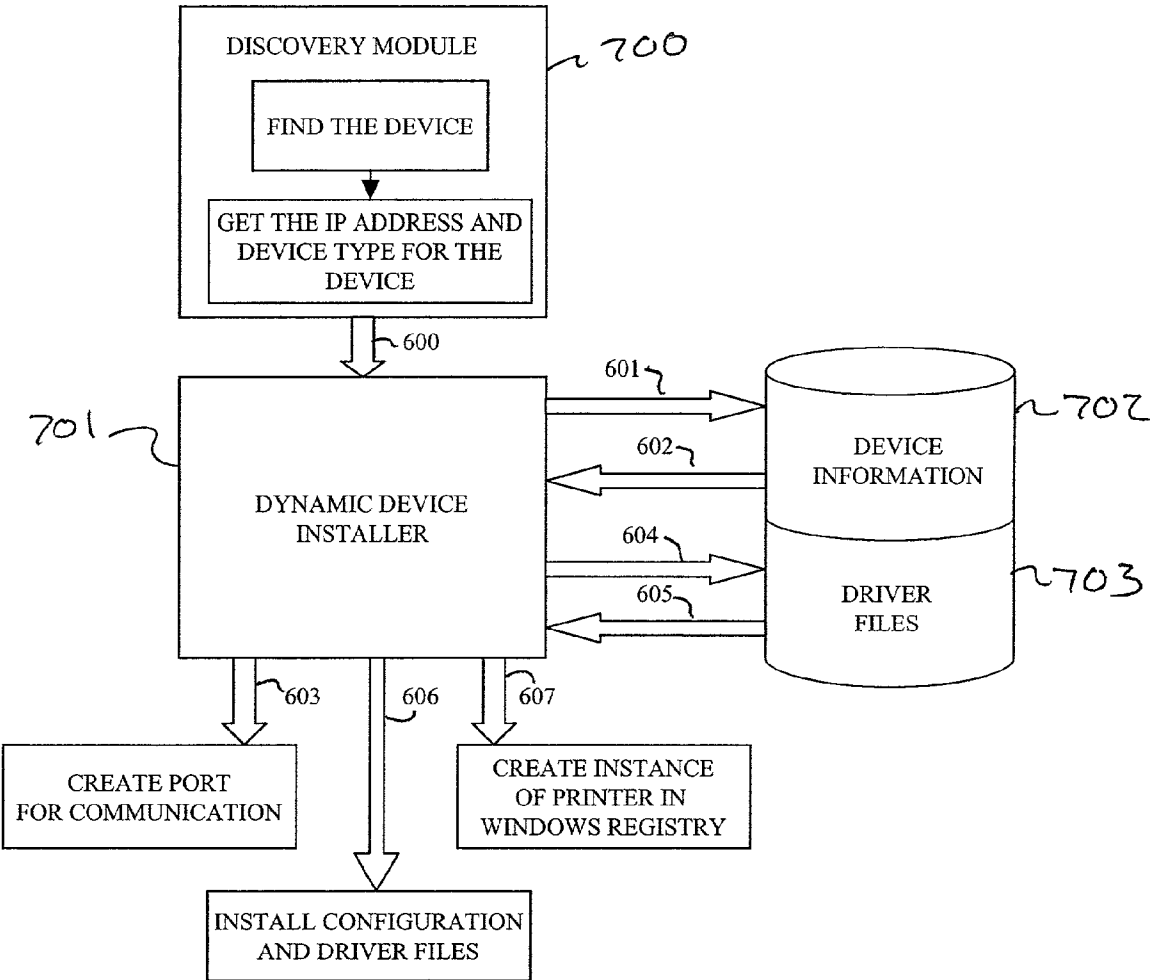 DISCOVERY MODULE
700
FIND THE DEVICE
GET THE IP ADDRESS AND
DEVICE TYPE FOR THE
DEVICE
600
601
701
702
602
DEVICE
INFORMATION
DYNAMIC DEVICE
INSTALLER
604
703
605
DRIVER
FILES
603
606
607
CREATE PORT
FOR COMMUNICATION
CREATE INSTANCE
OF PRINTER IN
WINDOWS REGISTRY
INSTALL CONFIGURATION
AND DRIVER FILES